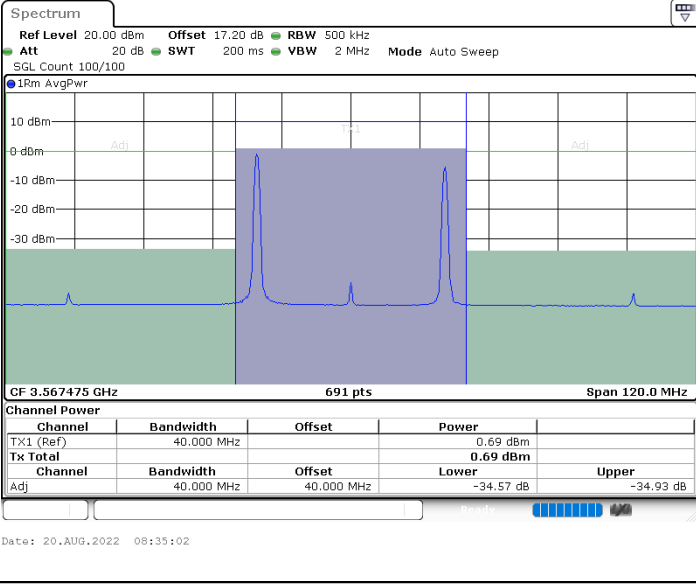 Spectrum
Ref Level 20.00 dBm Offset 17.20 dB RBW 500 kHz
Att 20 dB SWT 200 ms VBW 2 MHz Mode Auto Sweep
SGL Count 100/100
1Rm AvgPwr
10 dBm
TX1
0 dBm
Adj
Adj
-10 dBm
-20 dBm
-30 dBm
CF 3.567475 GHz 691 pts Span 120.0 MHz
Channel Power
Channel Bandwidth Offset Power
TX1 (Ref) 40.000 MHz 0.69 dBm
Tx Total 0.69 dBm
Channel Bandwidth Offset Lower Upper
Adj 40.000 MHz 40.000 MHz -34.57 dB -34.93 dB
Ready
Date: 20.AUG.2022 08:35:02